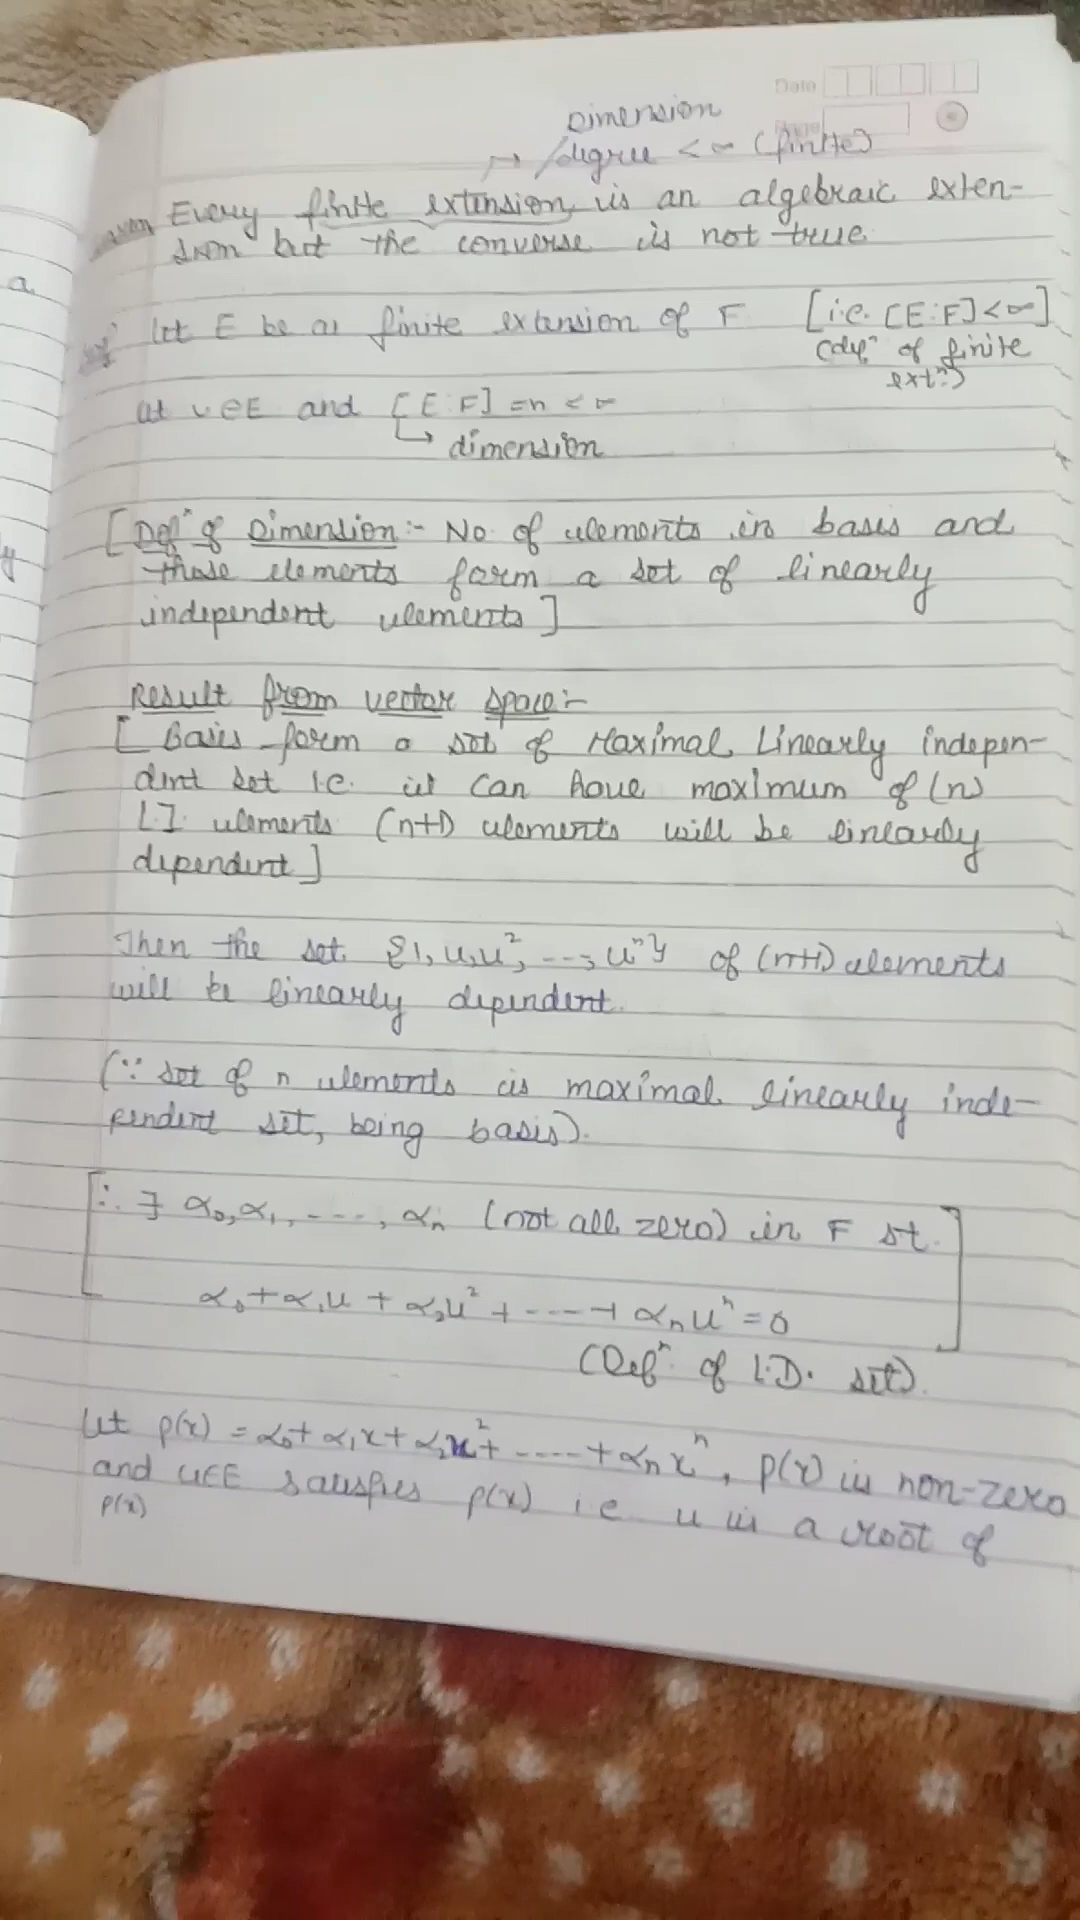 Date
Dimension
/degree < ∞ (finite)
Every finite extension is an algebraic exten-
sion but the converse is not true
Let E be a finite extension of F [i.e. [E:F]<∞]
(defⁿ of finite
extⁿ)
Let u∈E and [E:F] = n < ∞
↳ dimension
[Defⁿ of Dimension:- No of elements in basis and
those elements form a set of linearly
independent elements]
Result from vector space:-
[Basis form a set of Maximal Linearly indepen-
dent set i.e. it can have maximum of (n)
L.I. elements (n+1) elements will be linearly
dependent]
Then the set {1, u, u², ---, uⁿ} of (n+1) elements
will be linearly dependent.
(∵ set of n elements is maximal linearly inde-
pendent set, being basis).
∴ ∃ α₀, α₁, ----, αₙ (not all zero) in F st.
α₀ + α₁u + α₂u² + ---- + αₙuⁿ = 0
(Defⁿ of L.D. set).
Let p(x) = α₀ + α₁x + α₂x² + ---- + αₙxⁿ, p(x) is non-zero
and u∈E satisfies p(x) i.e u is a root of
p(x)